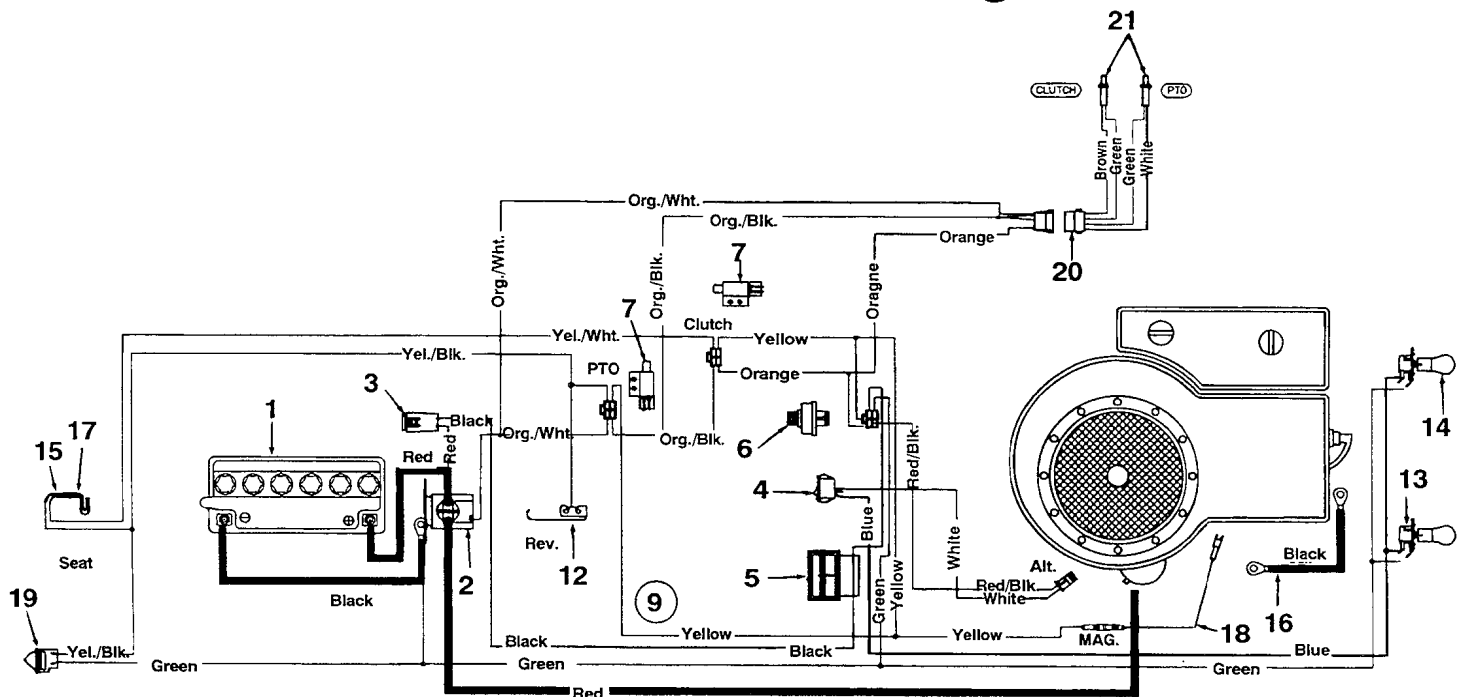 21
CLUTCH
PTO
Brown
Green
Green
White
Org./Wht.
Org./Blk.
Orange
20
Org./Wht.
Org./Blk.
Oragne
7
7
Clutch
Yel./Wht.
Yellow
Yel./Blk.
PTO
Orange
3
Black
Org./Wht.
Org./Blk.
1
Red
Red
6
Red/Blk.
14
15
17
4
13
Blue
White
Seat
2
Rev.
12
5
Alt.
Red/Blk.
White
Black
16
Black
9
Green
Yellow
19
Yel./Blk.
Black
Yellow
Black
Yellow
MAG.
18
Blue
Green
Green
Green
Red